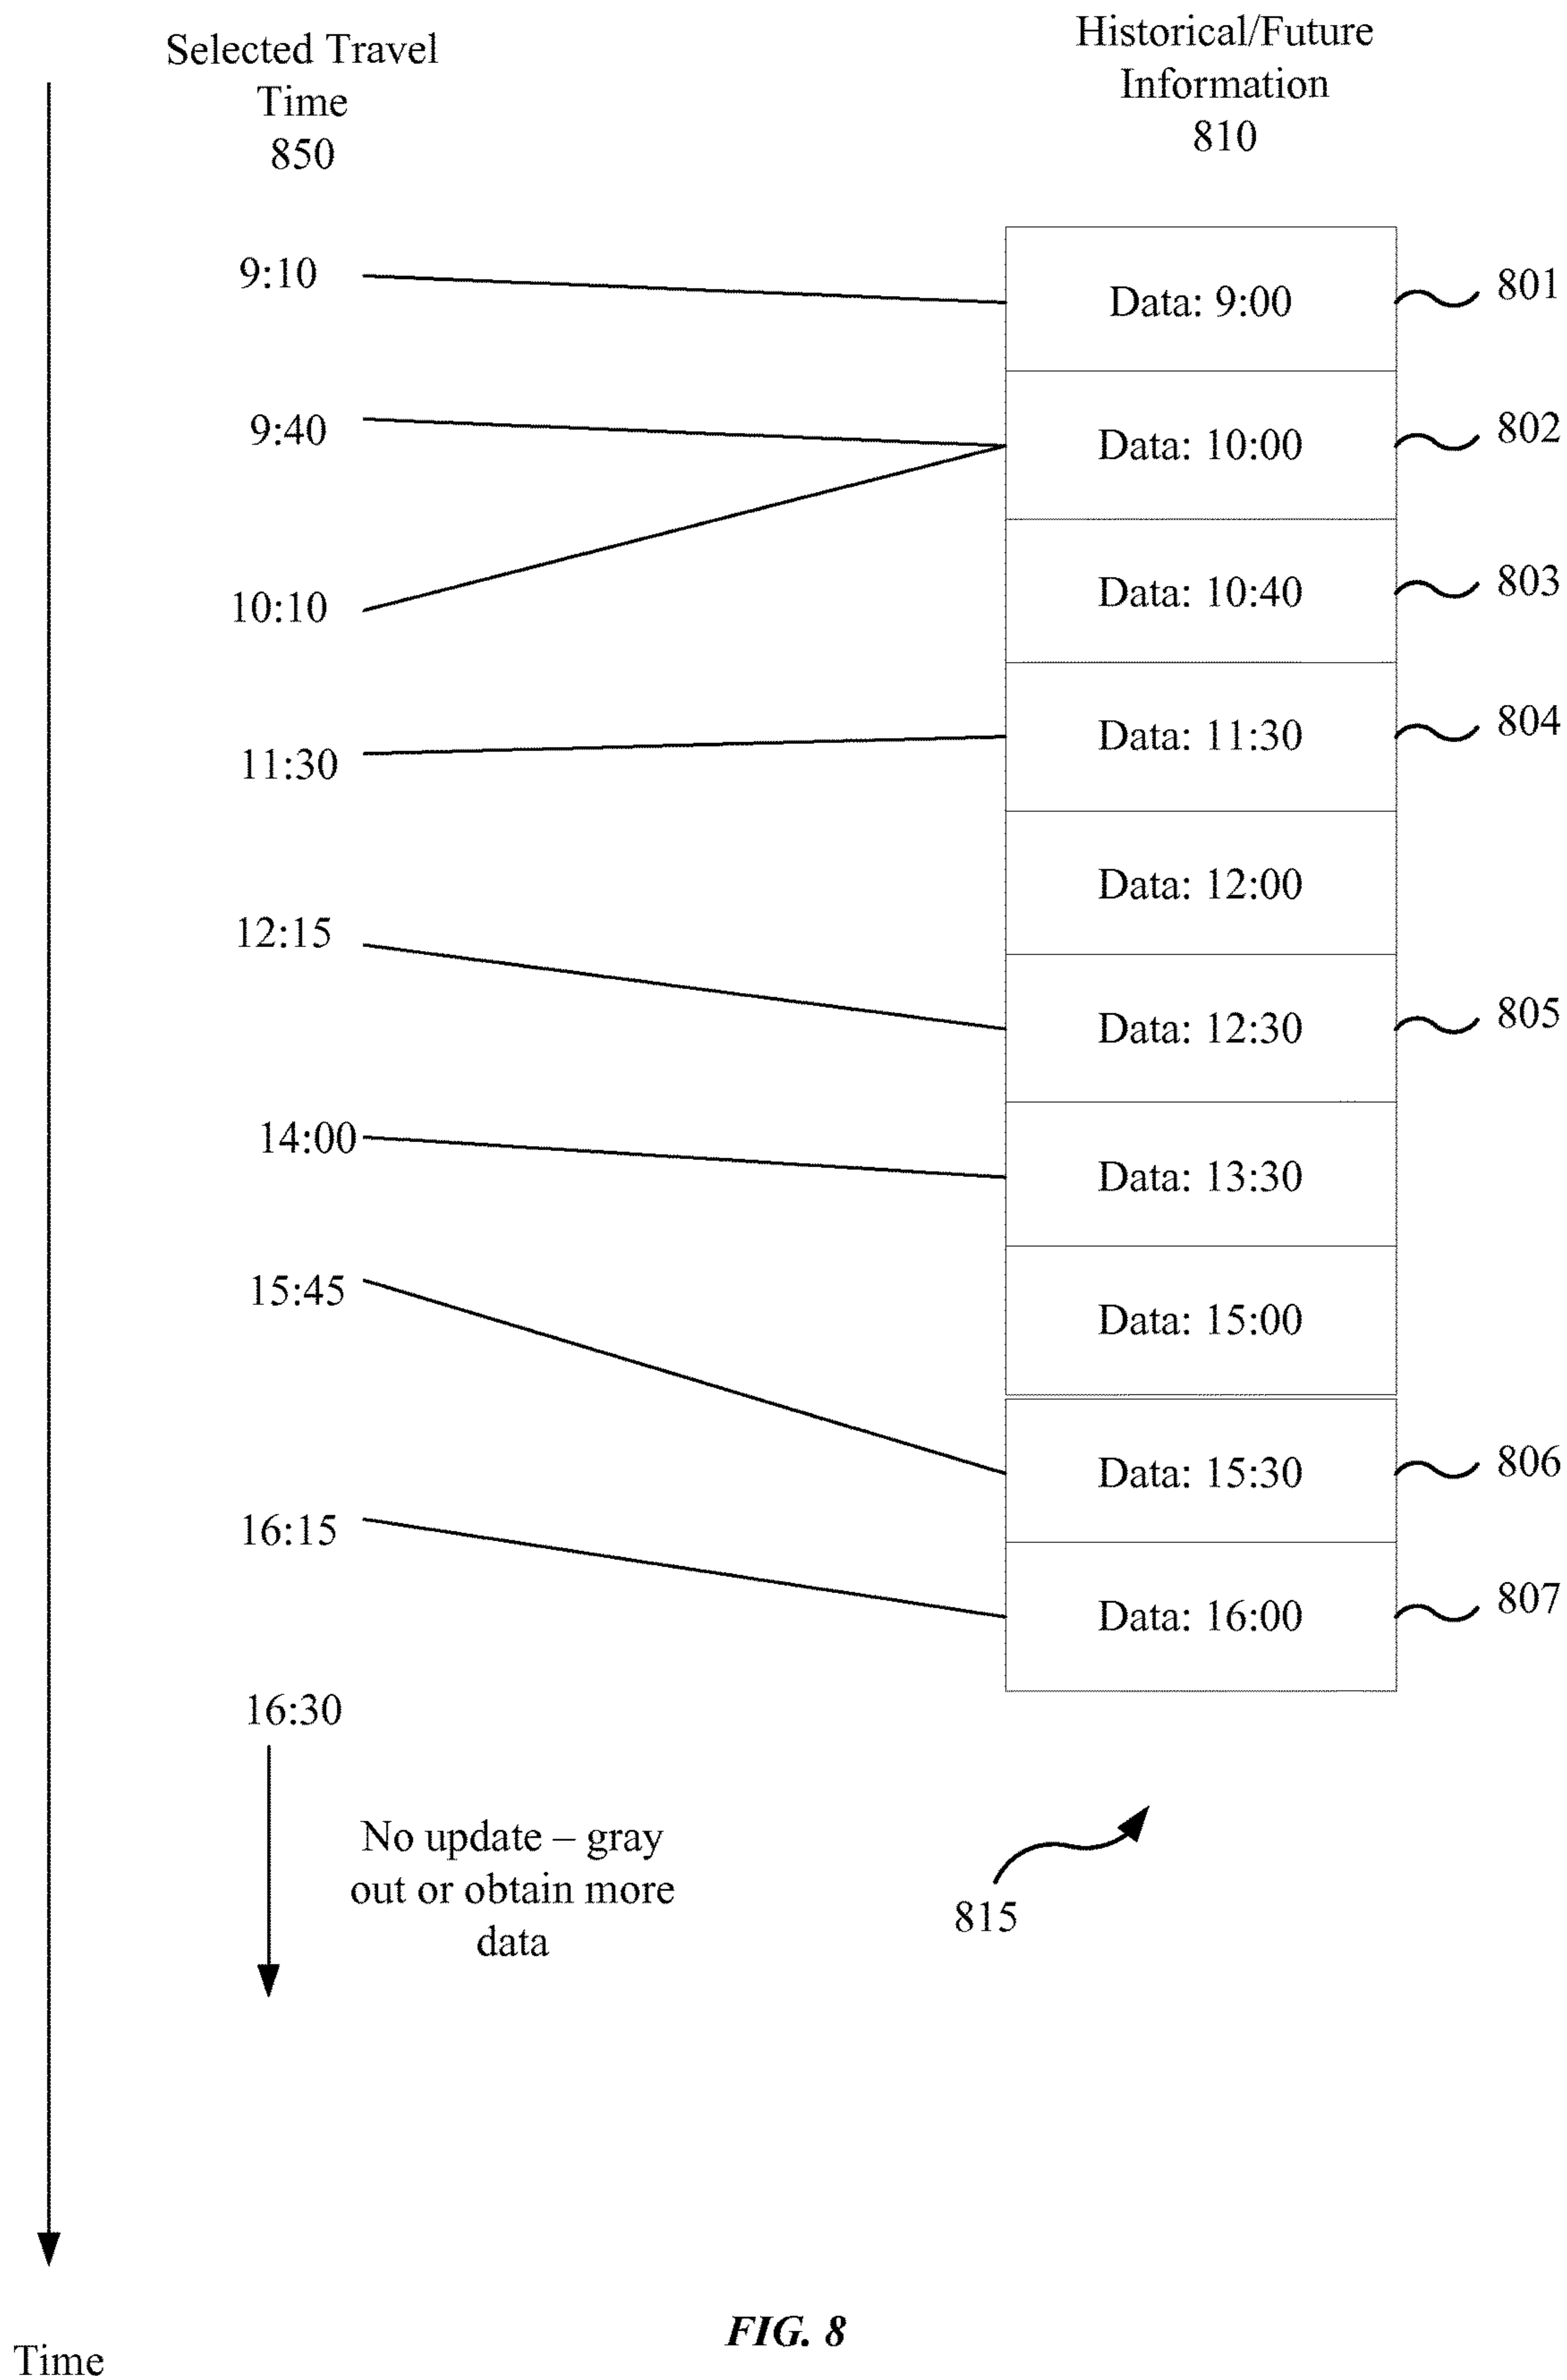 Selected Travel
Time
850
Historical/Future
Information
810
9:10
Data: 9:00
801
9:40
Data: 10:00
802
10:10
Data: 10:40
803
11:30
Data: 11:30
804
Data: 12:00
12:15
Data: 12:30
805
14:00
Data: 13:30
15:45
Data: 15:00
Data: 15:30
806
16:15
Data: 16:00
807
16:30
No update – gray
out or obtain more
data
815
FIG. 8
Time